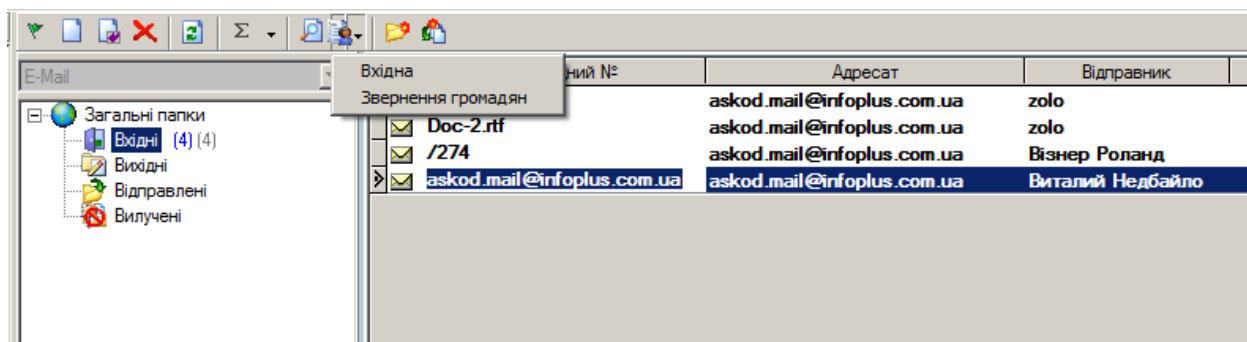 Σ
E-Mail
Вхідна
Звернення громадян
ний №
Адресат
Відправник
Загальні папки
Вхідні (4) (4)
Вихідні
Відправлені
Вилучені
askod.mail@infoplus.com.ua zolo
Doc-2.rtf askod.mail@infoplus.com.ua zolo
/274 askod.mail@infoplus.com.ua Візнер Роланд
askod.mail@infoplus.com.ua askod.mail@infoplus.com.ua Виталий Недбайло